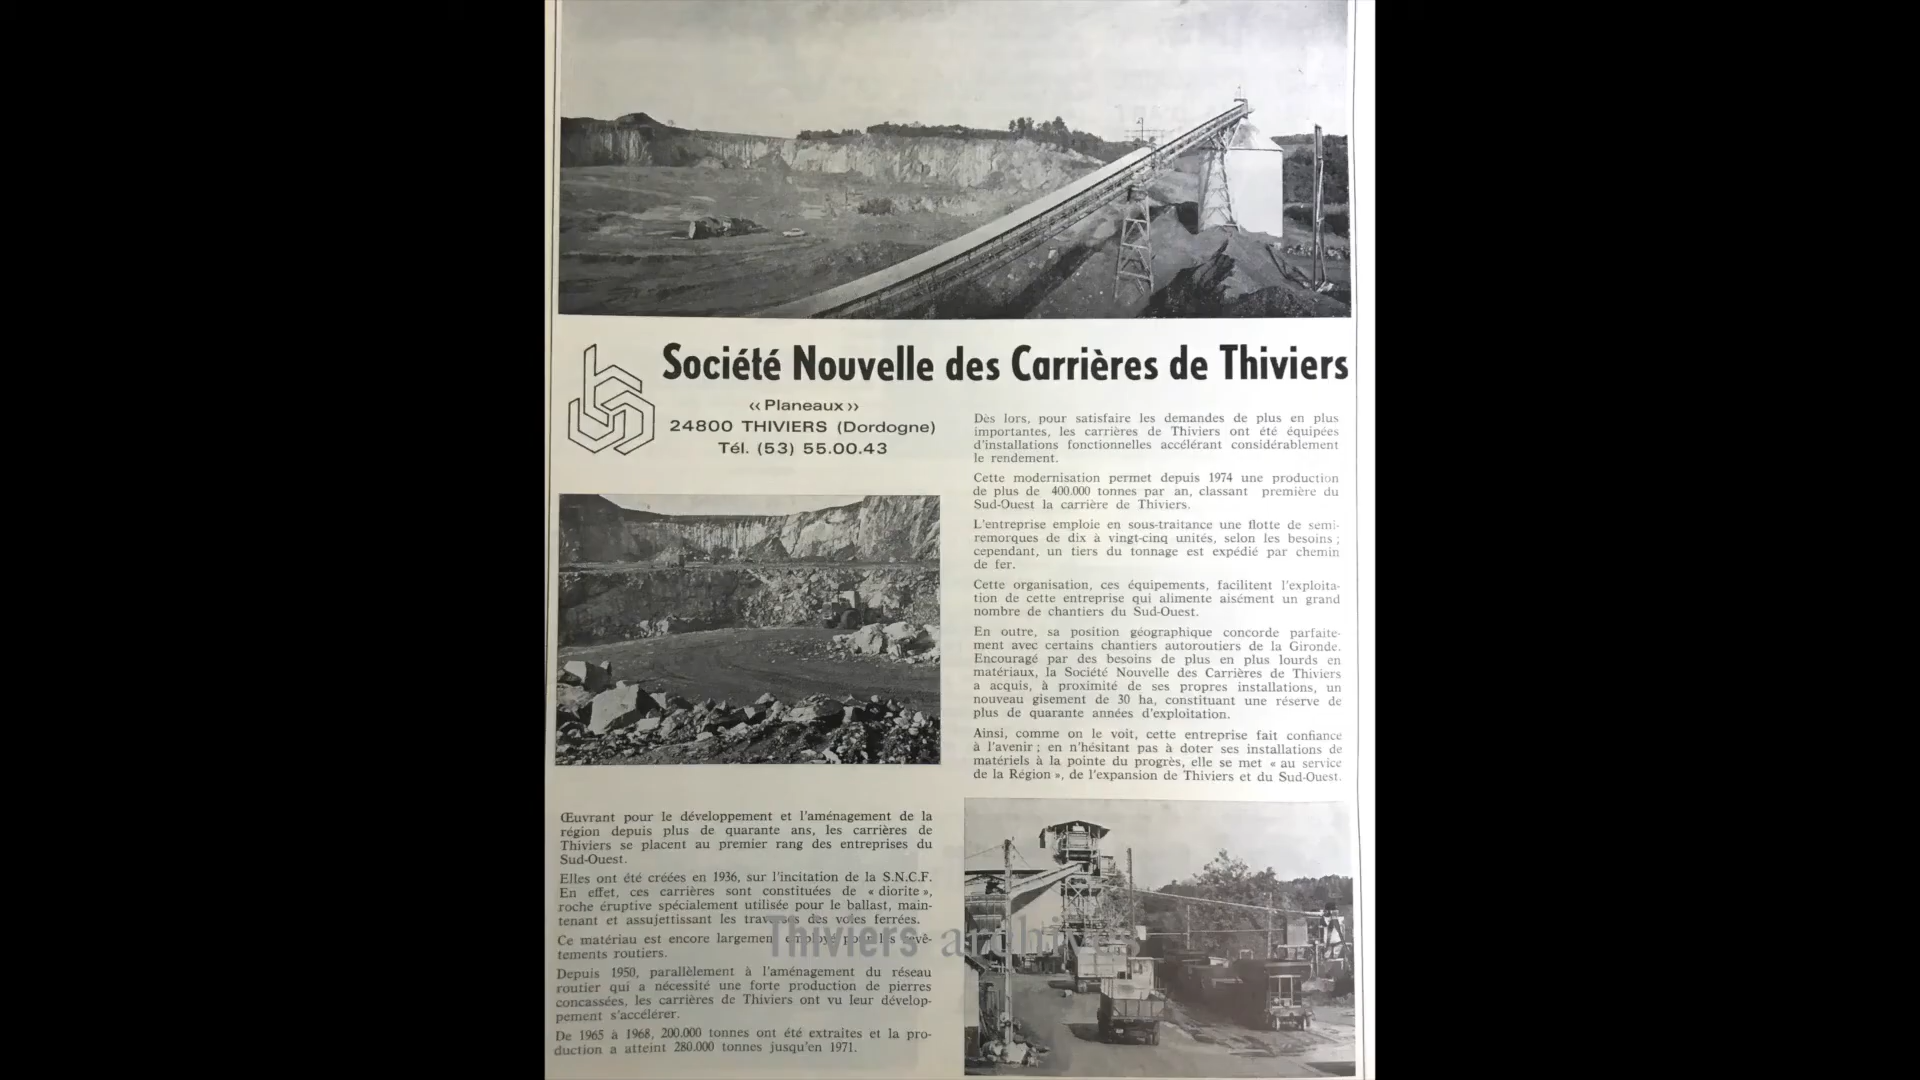 Société Nouvelle des Carrières de Thiviers
‹‹ Planeaux ››
24800 THIVIERS (Dordogne)
Tél. (53) 55.00.43
Œuvrant pour le développement et l'aménagement de la
région depuis plus de quarante ans, les carrières de
Thiviers se placent au premier rang des entreprises du
Sud-Ouest.
Elles ont été créées en 1936, sur l'incitation de la S.N.C.F.
En effet, ces carrières sont constituées de « diorite »,
roche éruptive spécialement utilisée pour le ballast, main-
tenant et assujettissant les traverses des voies ferrées.
Ce matériau est encore largement employé pour les revê-
tements routiers.
Depuis 1950, parallèlement à l'aménagement du réseau
routier qui a nécessité une forte production de pierres
concassées, les carrières de Thiviers ont vu leur dévelop-
pement s'accélérer.
De 1965 à 1968, 200.000 tonnes ont été extraites et la pro-
duction a atteint 280.000 tonnes jusqu'en 1971.
Dès lors, pour satisfaire les demandes de plus en plus
importantes, les carrières de Thiviers ont été équipées
d'installations fonctionnelles accélérant considérablement
le rendement.
Cette modernisation permet depuis 1974 une production
de plus de 400.000 tonnes par an, classant première du
Sud-Ouest la carrière de Thiviers.
L'entreprise emploie en sous-traitance une flotte de semi-
remorques de dix à vingt-cinq unités, selon les besoins ;
cependant, un tiers du tonnage est expédié par chemin
de fer.
Cette organisation, ces équipements, facilitent l'exploita-
tion de cette entreprise qui alimente aisément un grand
nombre de chantiers du Sud-Ouest.
En outre, sa position géographique concorde parfaite-
ment avec certains chantiers autoroutiers de la Gironde.
Encouragé par des besoins de plus en plus lourds en
matériaux, la Société Nouvelle des Carrières de Thiviers
a acquis, à proximité de ses propres installations, un
nouveau gisement de 30 ha, constituant une réserve de
plus de quarante années d'exploitation.
Ainsi, comme on le voit, cette entreprise fait confiance
à l'avenir ; en n'hésitant pas à doter ses installations de
matériels à la pointe du progrès, elle se met « au service
de la Région », de l'expansion de Thiviers et du Sud-Ouest.
Thiviers archives